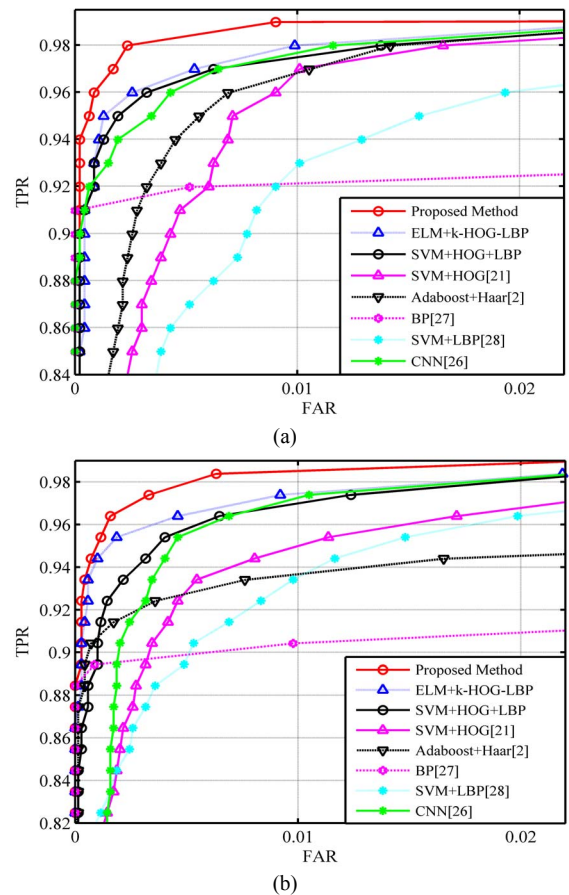 0.98
0.96
0.94
0.92
0.9
0.88
0.86
0.84
TPR
0
0.01
0.02
FAR
Proposed Method
ELM+k-HOG-LBP
SVM+HOG+LBP
SVM+HOG[21]
Adaboost+Haar[2]
BP[27]
SVM+LBP[28]
CNN[26]
(a)
0.98
0.96
0.94
0.92
0.9
0.88
0.86
0.84
0.82
TPR
0
0.01
0.02
FAR
Proposed Method
ELM+k-HOG-LBP
SVM+HOG+LBP
SVM+HOG[21]
Adaboost+Haar[2]
BP[27]
SVM+LBP[28]
CNN[26]
(b)